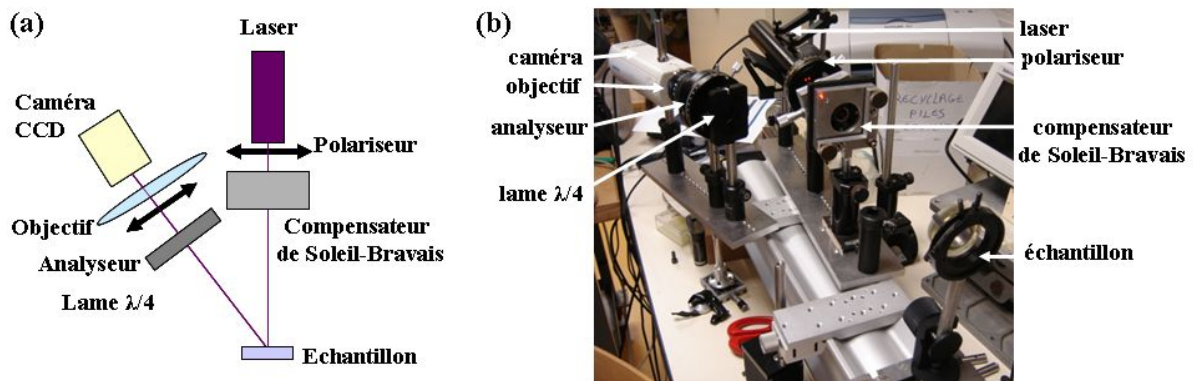 (a)
Laser
Caméra
CCD
Polariseur
Objectif
Compensateur
de Soleil-Bravais
Analyseur
Lame λ/4
Echantillon
(b)
caméra
objectif
analyseur
lame λ/4
laser
polariseur
compensateur
de Soleil-Bravais
échantillon
RECYCLAGE
PILES